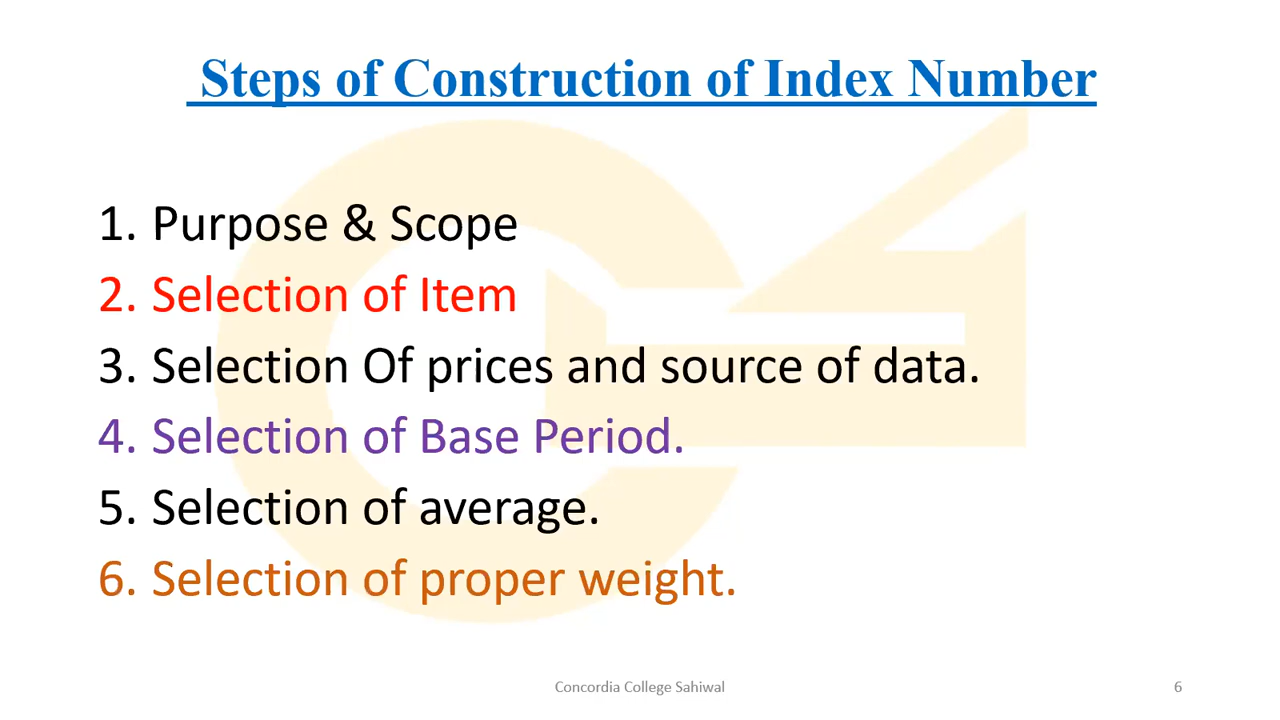 Steps of Construction of Index Number
1. Purpose & Scope
2. Selection of Item
3. Selection Of prices and source of data.
4. Selection of Base Period.
5. Selection of average.
6. Selection of proper weight.
Concordia College Sahiwal
6